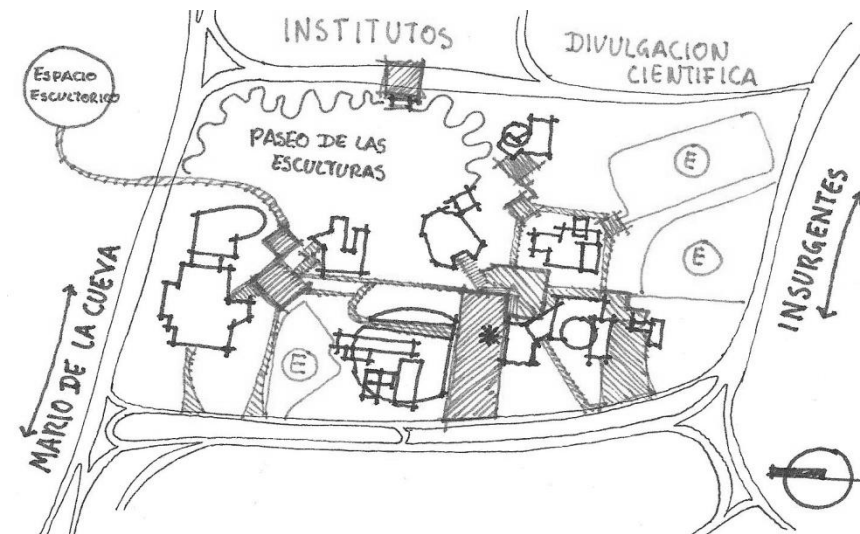 INSTITUTOS
DIVULGACION
CIENTIFICA
ESPACIO
ESCULTORICO
PASEO DE LAS
ESCULTURAS
E
E
E
MARIO DE LA CUEVA
INSURGENTES